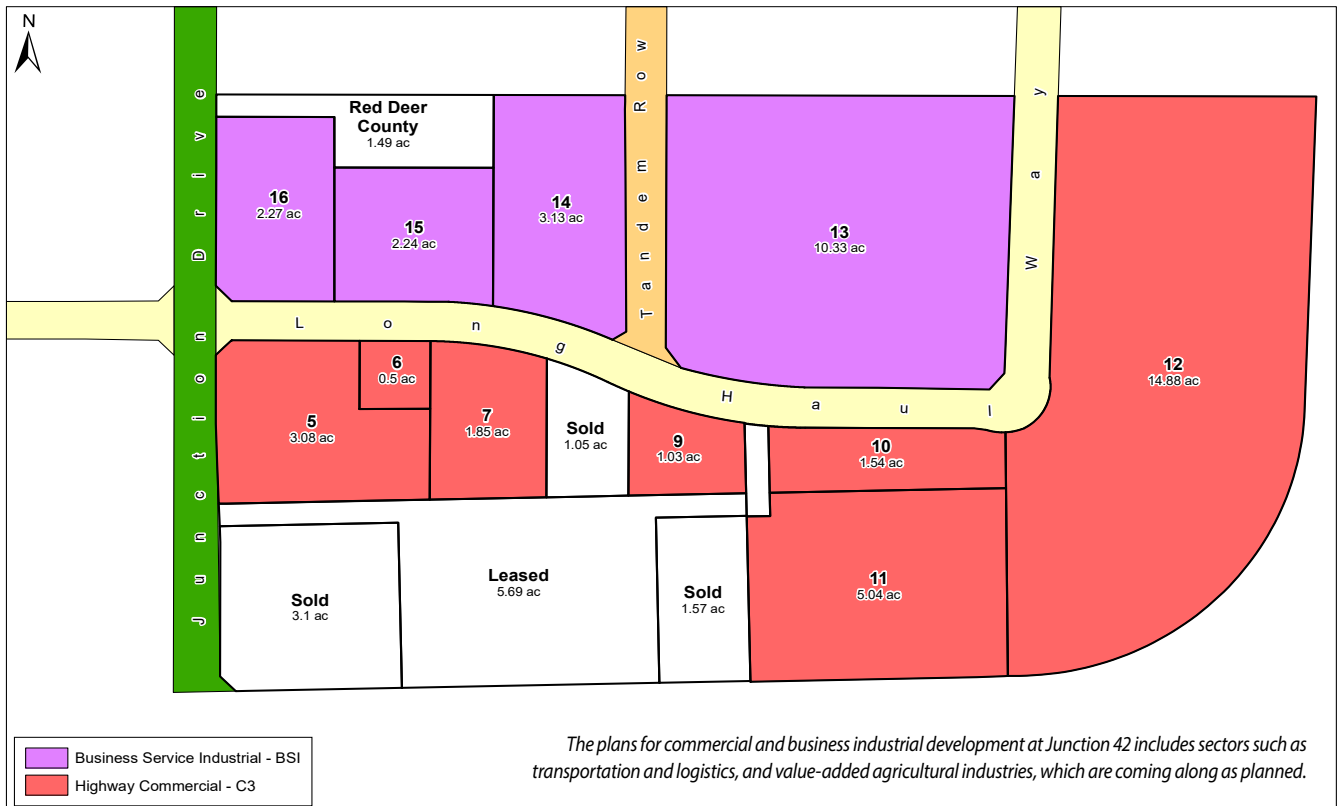 N
Junction Drive
Tandem Row
Long Haul Way
Red Deer
County
1.49 ac
16
2.27 ac
15
2.24 ac
14
3.13 ac
13
10.33 ac
12
14.88 ac
5
3.08 ac
6
0.5 ac
7
1.85 ac
Sold
1.05 ac
9
1.03 ac
10
1.54 ac
Sold
3.1 ac
Leased
5.69 ac
Sold
1.57 ac
11
5.04 ac
Business Service Industrial - BSI
Highway Commercial - C3
The plans for commercial and business industrial development at Junction 42 includes sectors such as
transportation and logistics, and value-added agricultural industries, which are coming along as planned.